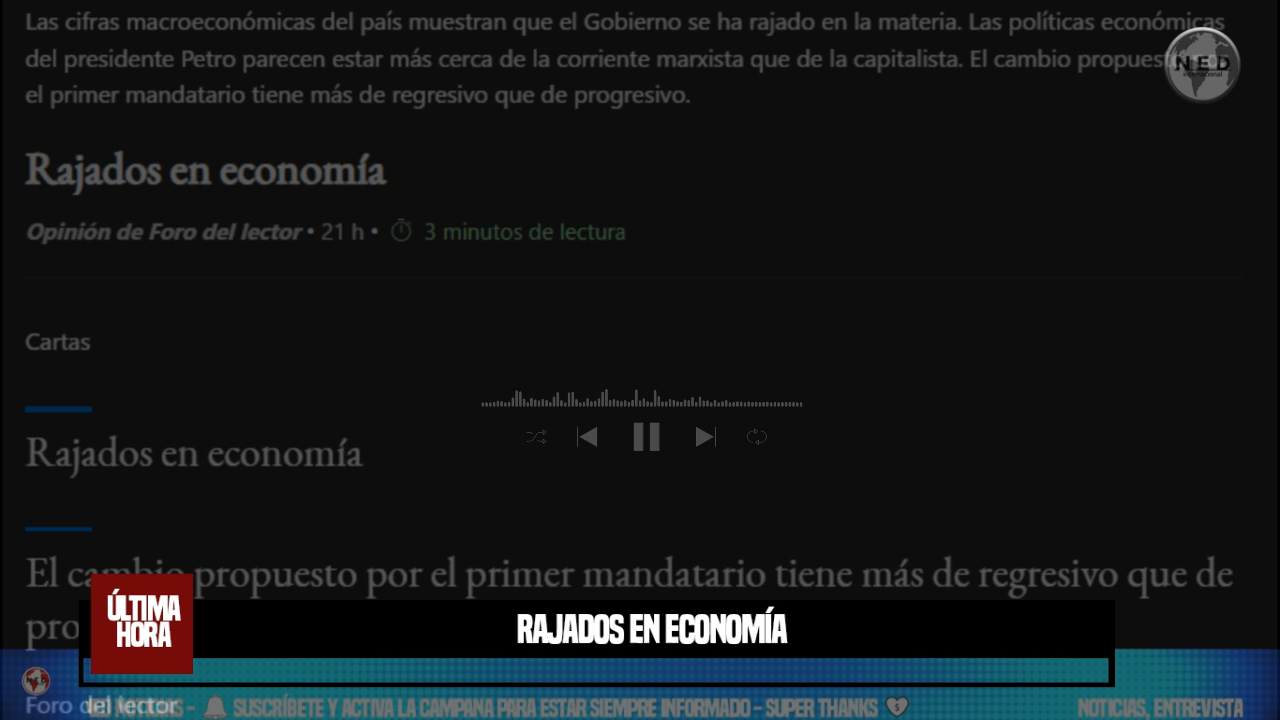 Las cifras macroeconómicas del país muestran que el Gobierno se ha rajado en la materia. Las políticas económicas
del presidente Petro parecen estar más cerca de la corriente marxista que de la capitalista. El cambio
el primer mandatario tiene más de regresivo que de progresivo.
NED
International
Rajados en economía
Opinión de Foro del lector • 21 h • 3 minutos de lectura
Cartas
Rajados en economía
El cambio propuesto por el primer mandatario tiene más de regresivo que de
ÚLTIMA
HORA
RAJADOS EN ECONOMÍA
Foro del lector
- SUSCRÍBETE Y ACTIVA LA CAMPANA PARA ESTAR SIEMPRE INFORMADO - SUPER THANKS
NOTICIAS, ENTREVISTA